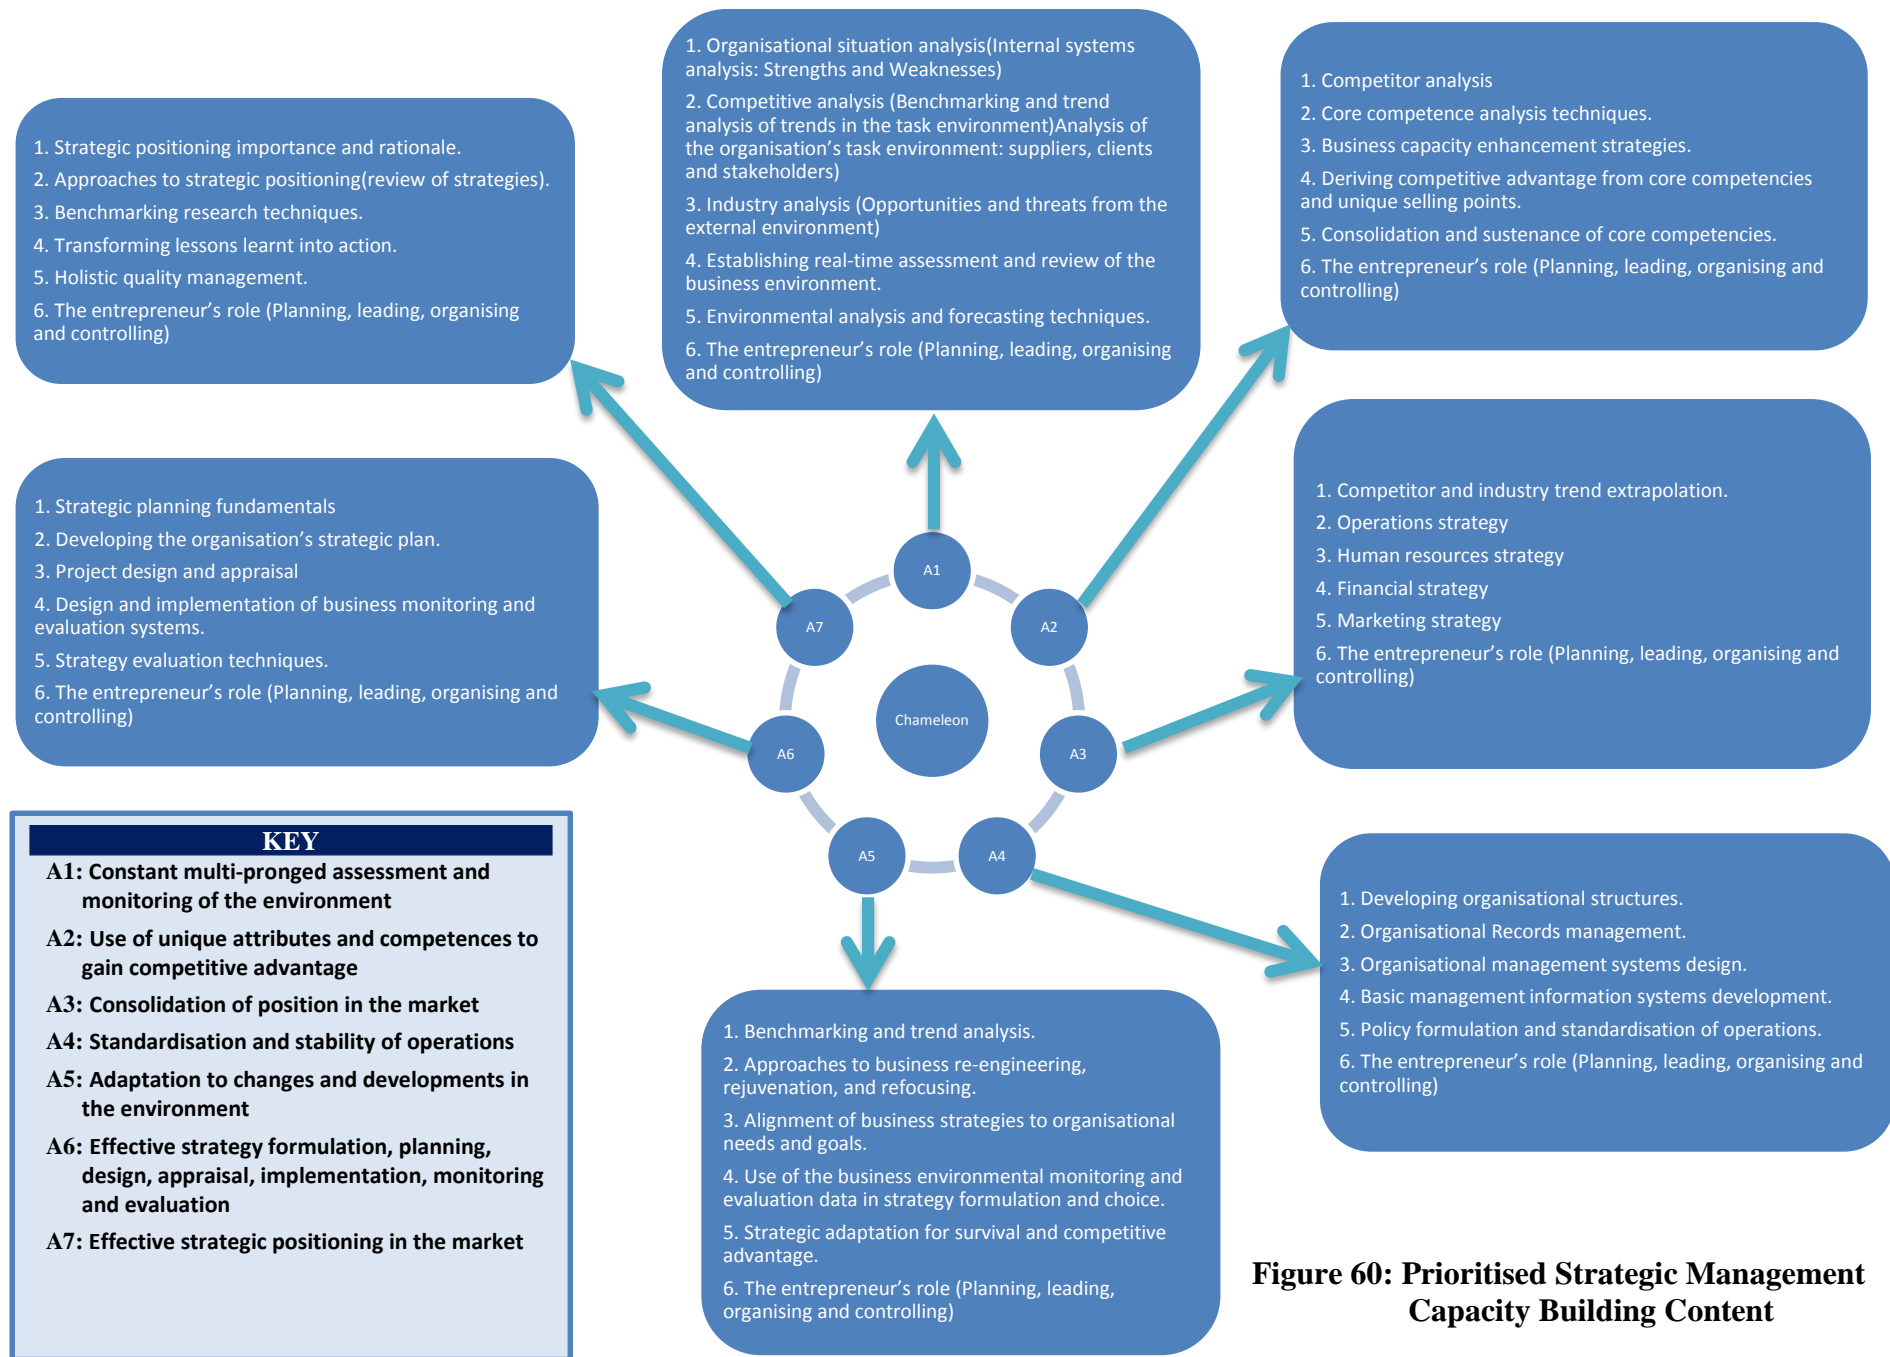 1. Organisational situation analysis(Internal systems
analysis: Strengths and Weaknesses)
2. Competitive analysis (Benchmarking and trend
analysis of trends in the task environment)Analysis of
the organisation’s task environment: suppliers, clients
and stakeholders)
3. Industry analysis (Opportunities and threats from the
external environment)
4. Establishing real-time assessment and review of the
business environment.
5. Environmental analysis and forecasting techniques.
6. The entrepreneur’s role (Planning, leading, organising
and controlling)
1. Competitor analysis
2. Core competence analysis techniques.
3. Business capacity enhancement strategies.
4. Deriving competitive advantage from core competencies
and unique selling points.
5. Consolidation and sustenance of core competencies.
6. The entrepreneur’s role (Planning, leading, organising and
controlling)
1. Strategic positioning importance and rationale.
2. Approaches to strategic positioning(review of strategies).
3. Benchmarking research techniques.
4. Transforming lessons learnt into action.
5. Holistic quality management.
6. The entrepreneur’s role (Planning, leading, organising
and controlling)
1. Competitor and industry trend extrapolation.
2. Operations strategy
3. Human resources strategy
4. Financial strategy
5. Marketing strategy
6. The entrepreneur’s role (Planning, leading, organising and
controlling)
1. Strategic planning fundamentals
2. Developing the organisation’s strategic plan.
3. Project design and appraisal
4. Design and implementation of business monitoring and
evaluation systems.
5. Strategy evaluation techniques.
6. The entrepreneur’s role (Planning, leading, organising and
controlling)
A1
A2
A3
A4
A5
A6
A7
Chameleon
KEY
A1: Constant multi-pronged assessment and
monitoring of the environment
A2: Use of unique attributes and competences to
gain competitive advantage
A3: Consolidation of position in the market
A4: Standardisation and stability of operations
A5: Adaptation to changes and developments in
the environment
A6: Effective strategy formulation, planning,
design, appraisal, implementation, monitoring
and evaluation
A7: Effective strategic positioning in the market
1. Benchmarking and trend analysis.
2. Approaches to business re-engineering,
rejuvenation, and refocusing.
3. Alignment of business strategies to organisational
needs and goals.
4. Use of the business environmental monitoring and
evaluation data in strategy formulation and choice.
5. Strategic adaptation for survival and competitive
advantage.
6. The entrepreneur’s role (Planning, leading,
organising and controlling)
1. Developing organisational structures.
2. Organisational Records management.
3. Organisational management systems design.
4. Basic management information systems development.
5. Policy formulation and standardisation of operations.
6. The entrepreneur’s role (Planning, leading, organising and
controlling)
Figure 60: Prioritised Strategic Management
Capacity Building Content